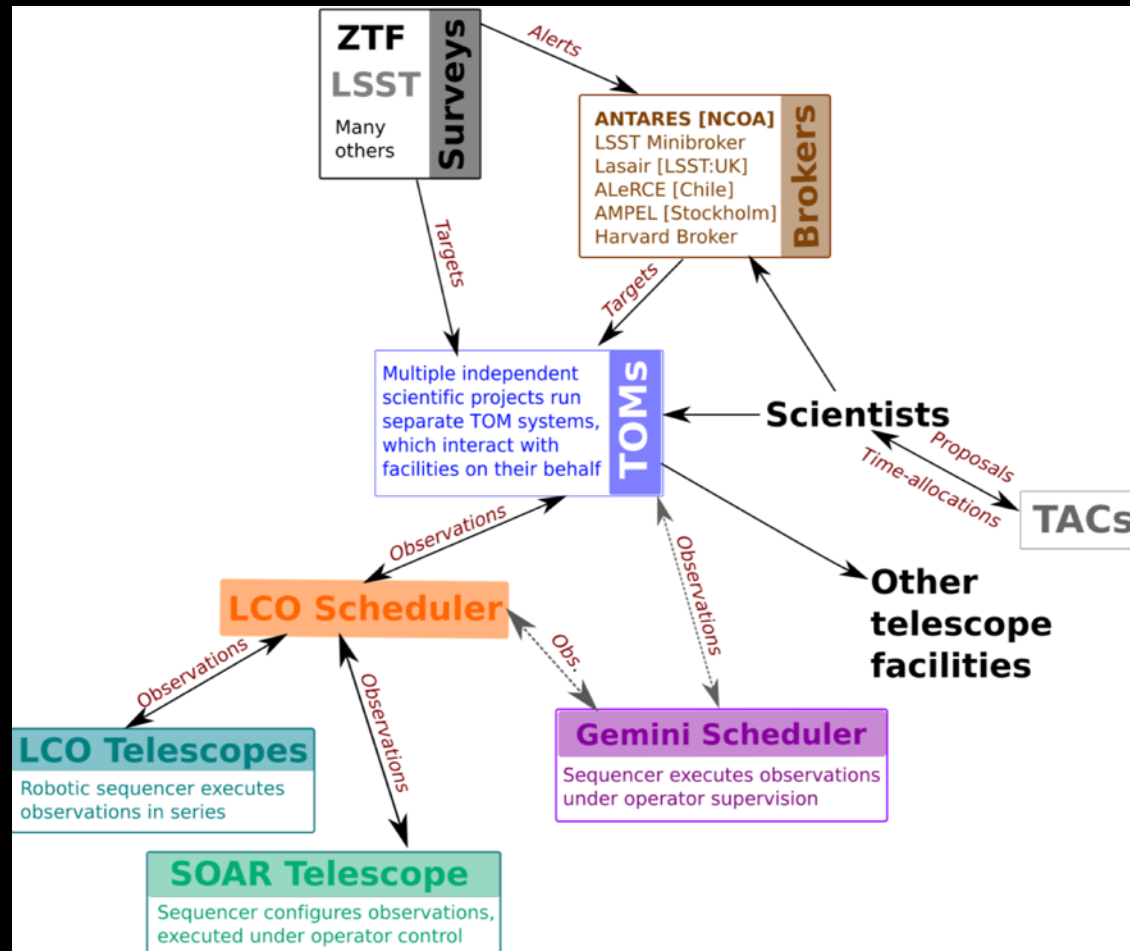 ZTF
LSST
Many
others
Surveys
Alerts
ANTARES [NCOA]
LSST Minibroker
Lasair [LSST:UK]
ALeRCE [Chile]
AMPEL [Stockholm]
Harvard Broker
Brokers
Targets
Targets
Multiple independent
scientific projects run
separate TOM systems,
which interact with
facilities on their behalf
TOMs
Scientists
Proposals
Time-allocations
TACs
Observations
Observations
Other
telescope
facilities
LCO Scheduler
Obs.
Observations
Observations
LCO Telescopes
Robotic sequencer executes
observations in series
Gemini Scheduler
Sequencer executes observations
under operator supervision
SOAR Telescope
Sequencer configures observations,
executed under operator control